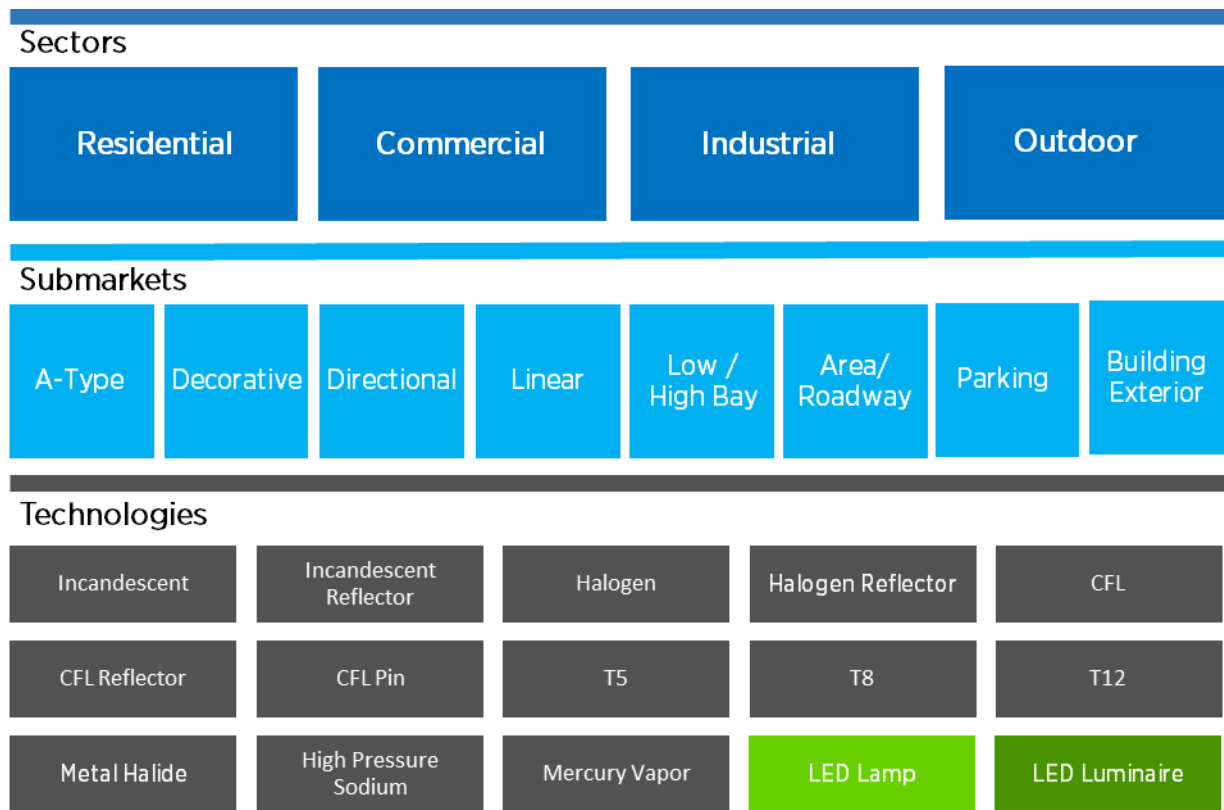 Sectors
Residential
Commercial
Industrial
Outdoor
Submarkets
A-Type
Decorative
Directional
Linear
Low /
High Bay
Area/
Roadway
Parking
Building
Exterior
Technologies
Incandescent
Incandescent
Reflector
Halogen
Halogen Reflector
CFL
CFL Reflector
CFL Pin
T5
T8
T12
Metal Halide
High Pressure
Sodium
Mercury Vapor
LED Lamp
LED Luminaire